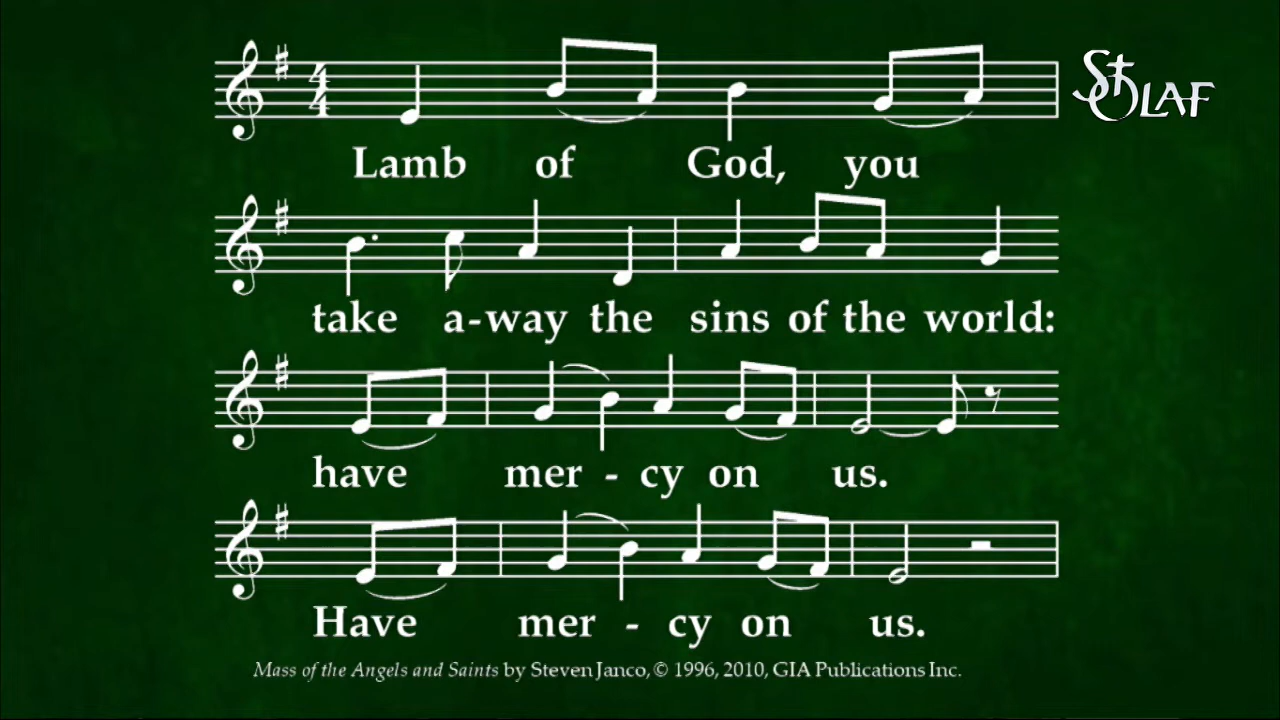 St OLAF
Lamb of God, you
take a-way the sins of the world:
have mer - cy on us.
Have mer - cy on us.
Mass of the Angels and Saints by Steven Janco, © 1996, 2010, GIA Publications Inc.